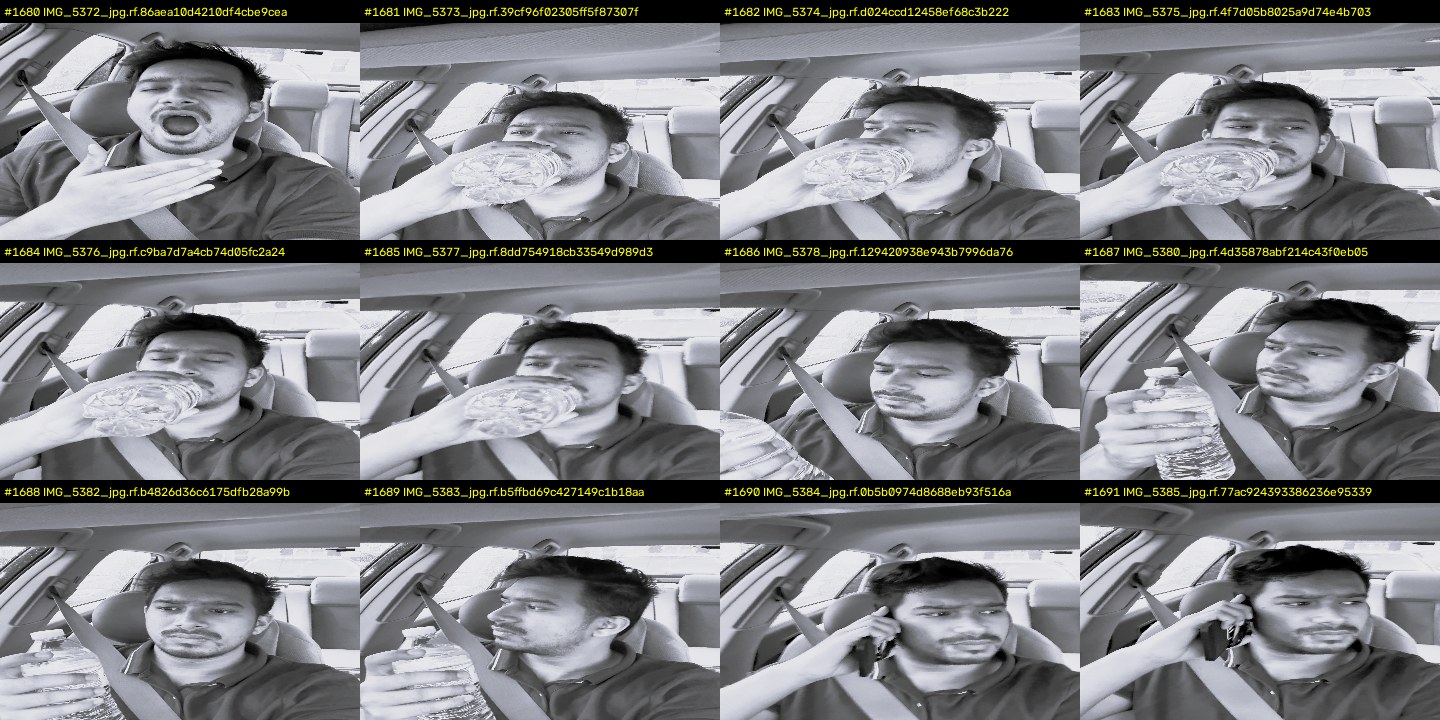 #1680 IMG_5372_jpg.rf.86aea10d4210df4cbe9cea
#1681 IMG_5373_jpg.rf.39cf96f02305ff5f87307f
#1682 IMG_5374_jpg.rf.d024ccd12458ef68c3b222
#1683 IMG_5375_jpg.rf.4f7d05b8025a9d74e4b703
#1684 IMG_5376_jpg.rf.c9ba7d7a4cb74d05fc2a24
#1685 IMG_5377_jpg.rf.8dd754918cb33549d989d3
#1686 IMG_5378_jpg.rf.129420938e943b7996da76
#1687 IMG_5380_jpg.rf.4d35878abf214c43f0eb05
#1688 IMG_5382_jpg.rf.b4826d36c6175dfb28a99b
#1689 IMG_5383_jpg.rf.b5ffbd69c427149c1b18aa
#1690 IMG_5384_jpg.rf.0b5b0974d8688eb93f516a
#1691 IMG_5385_jpg.rf.77ac924393386236e95339